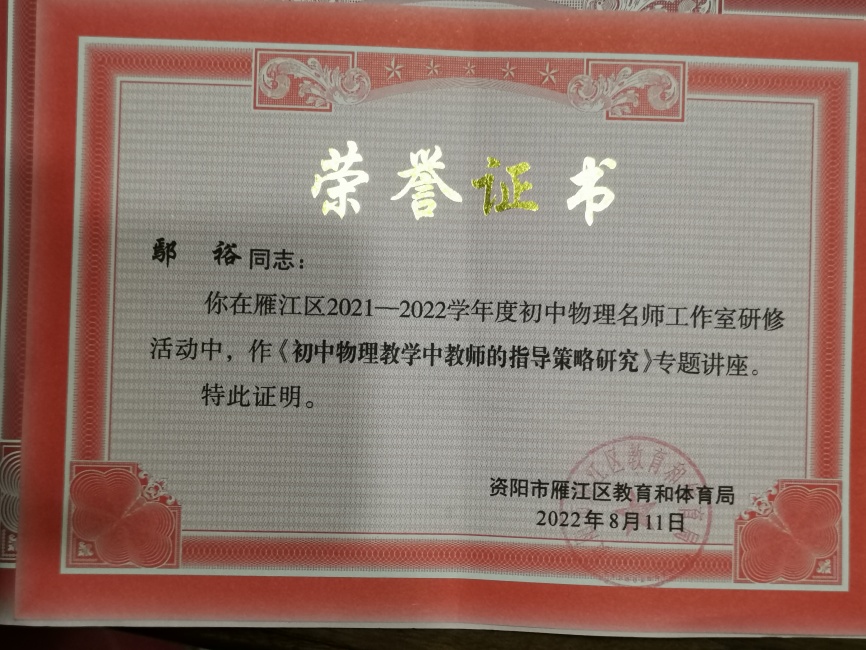 荣誉证书
鄢 裕同志：
你在雁江区2021—2022学年度初中物理名师工作室研修
活动中，作《初中物理教学中教师的指导策略研究》专题讲座。
特此证明。
资阳市雁江区教育和体育局
2022年8月11日